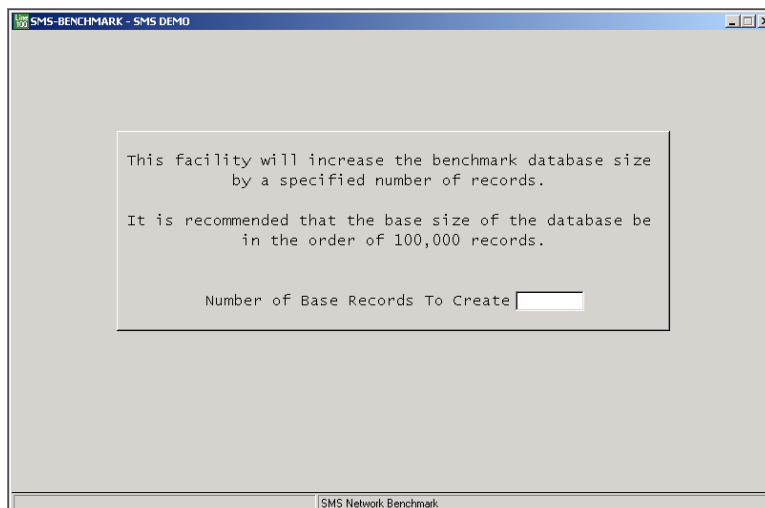 Line 100 SMS-BENCHMARK - SMS DEMO
This facility will increase the benchmark database size
by a specified number of records.
It is recommended that the base size of the database be
in the order of 100,000 records.
Number of Base Records To Create
SMS Network Benchmark